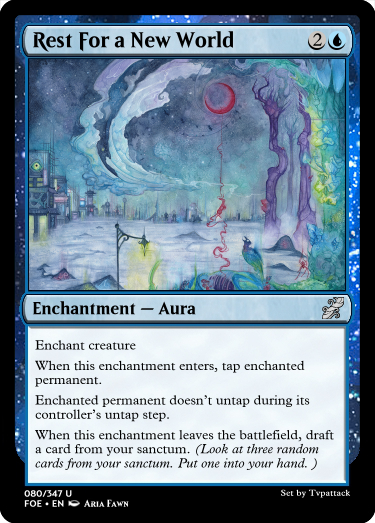 Rest For a New World 2
Enchantment — Aura
Enchant creature
When this enchantment enters, tap enchanted
permanent.
Enchanted permanent doesn't untap during its
controller's untap step.
When this enchantment leaves the battlefield, draft
a card from your sanctum. (Look at three random
cards from your sanctum. Put one into your hand. )
080/347 U
FOE • EN Aria Fawn
Set by Tvpattack